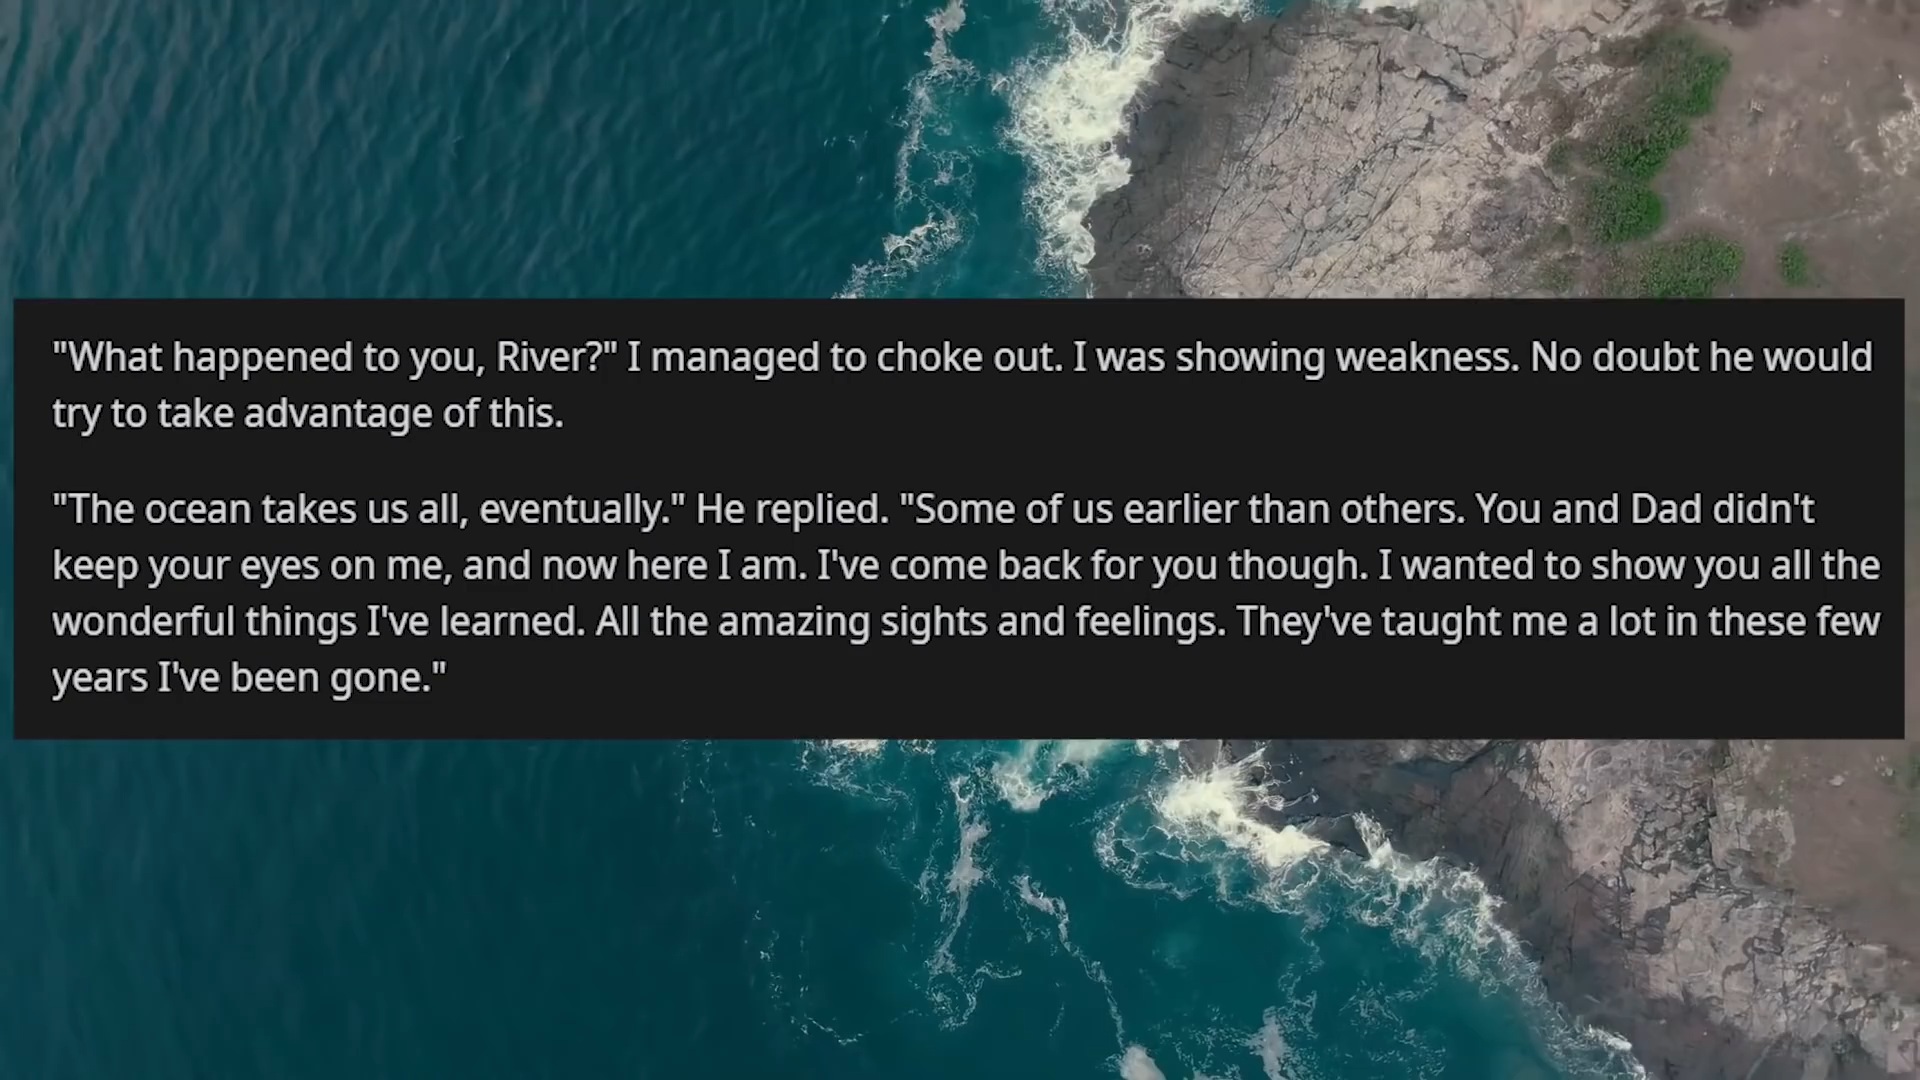 "What happened to you, River?" I managed to choke out. I was showing weakness. No doubt he would
try to take advantage of this.
"The ocean takes us all, eventually." He replied. "Some of us earlier than others. You and Dad didn't
keep your eyes on me, and now here I am. I've come back for you though. I wanted to show you all the
wonderful things I've learned. All the amazing sights and feelings. They've taught me a lot in these few
years I've been gone."